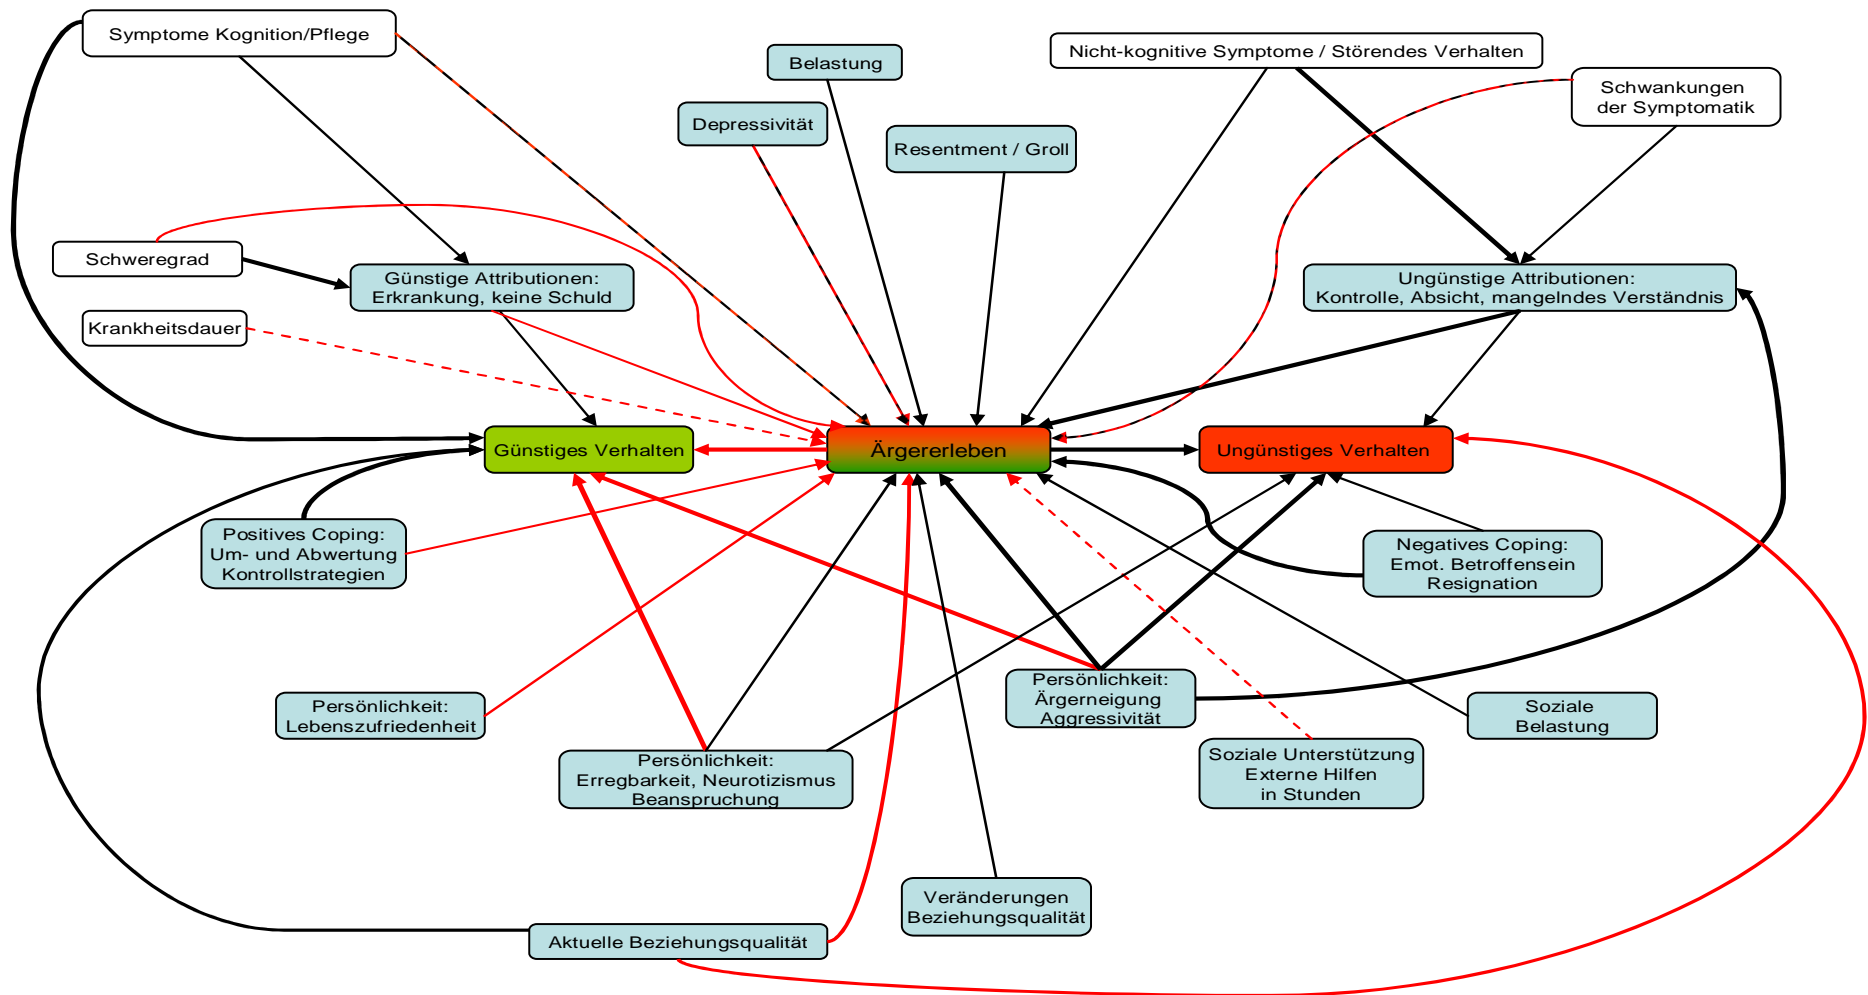 Symptome Kognition/Pflege
Nicht-kognitive Symptome / Störendes Verhalten
Belastung
Schwankungen
der Symptomatik
Depressivität
Resentment / Groll
Schweregrad
Günstige Attributionen:
Erkrankung, keine Schuld
Ungünstige Attributionen:
Kontrolle, Absicht, mangelndes Verständnis
Krankheitsdauer
Günstiges Verhalten
Ärgererleben
Ungünstiges Verhalten
Positives Coping:
Um- und Abwertung
Kontrollstrategien
Negatives Coping:
Emot. Betroffensein
Resignation
Persönlichkeit:
Lebenszufriedenheit
Persönlichkeit:
Ärgerneigung
Aggressivität
Soziale
Belastung
Persönlichkeit:
Erregbarkeit, Neurotizismus
Beanspruchung
Soziale Unterstützung
Externe Hilfen
in Stunden
Veränderungen
Beziehungsqualität
Aktuelle Beziehungsqualität